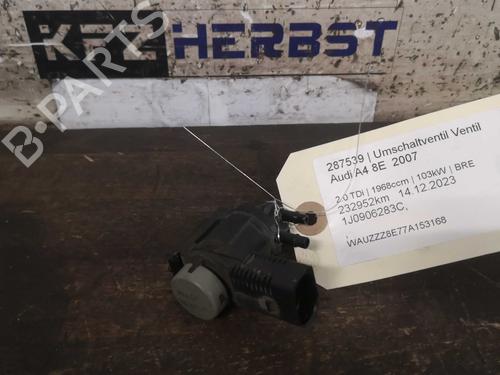 KFZ HERBST
B-PARTS
287539 | Umschaltventil Ventil
Audi A4 8E 2007
2.0 TDi | 1968ccm | 103kW | BRE
232952km 14.12.2023
1J0906283C,
,
WAUZZZ8E77A153168